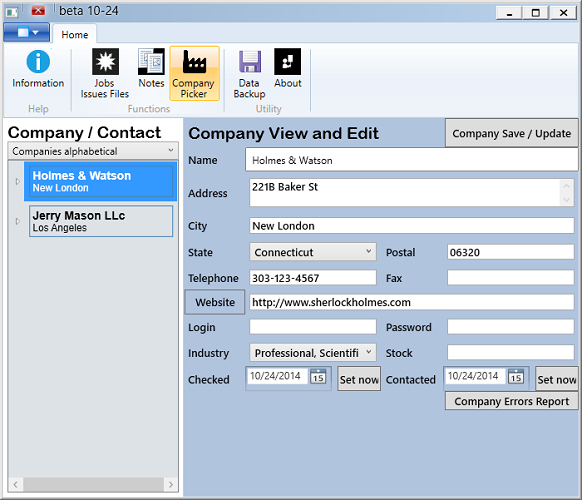 beta 10-24
Home
Information
Jobs
Issues Files
Notes
Company
Picker
Data
Backup
About
Help
Functions
Utility
Company / Contact
Companies alphabetical
Holmes & Watson
New London
Jerry Mason LLc
Los Angeles
Company View and Edit
Company Save / Update
Name Holmes & Watson
Address 221B Baker St
City New London
State Connecticut Postal 06320
Telephone 303-123-4567 Fax
Website http://www.sherlockholmes.com
Login Password
Industry Professional, Scientifi Stock
Checked 10/24/2014 15 Set now Contacted 10/24/2014 15 Set now
Company Errors Report